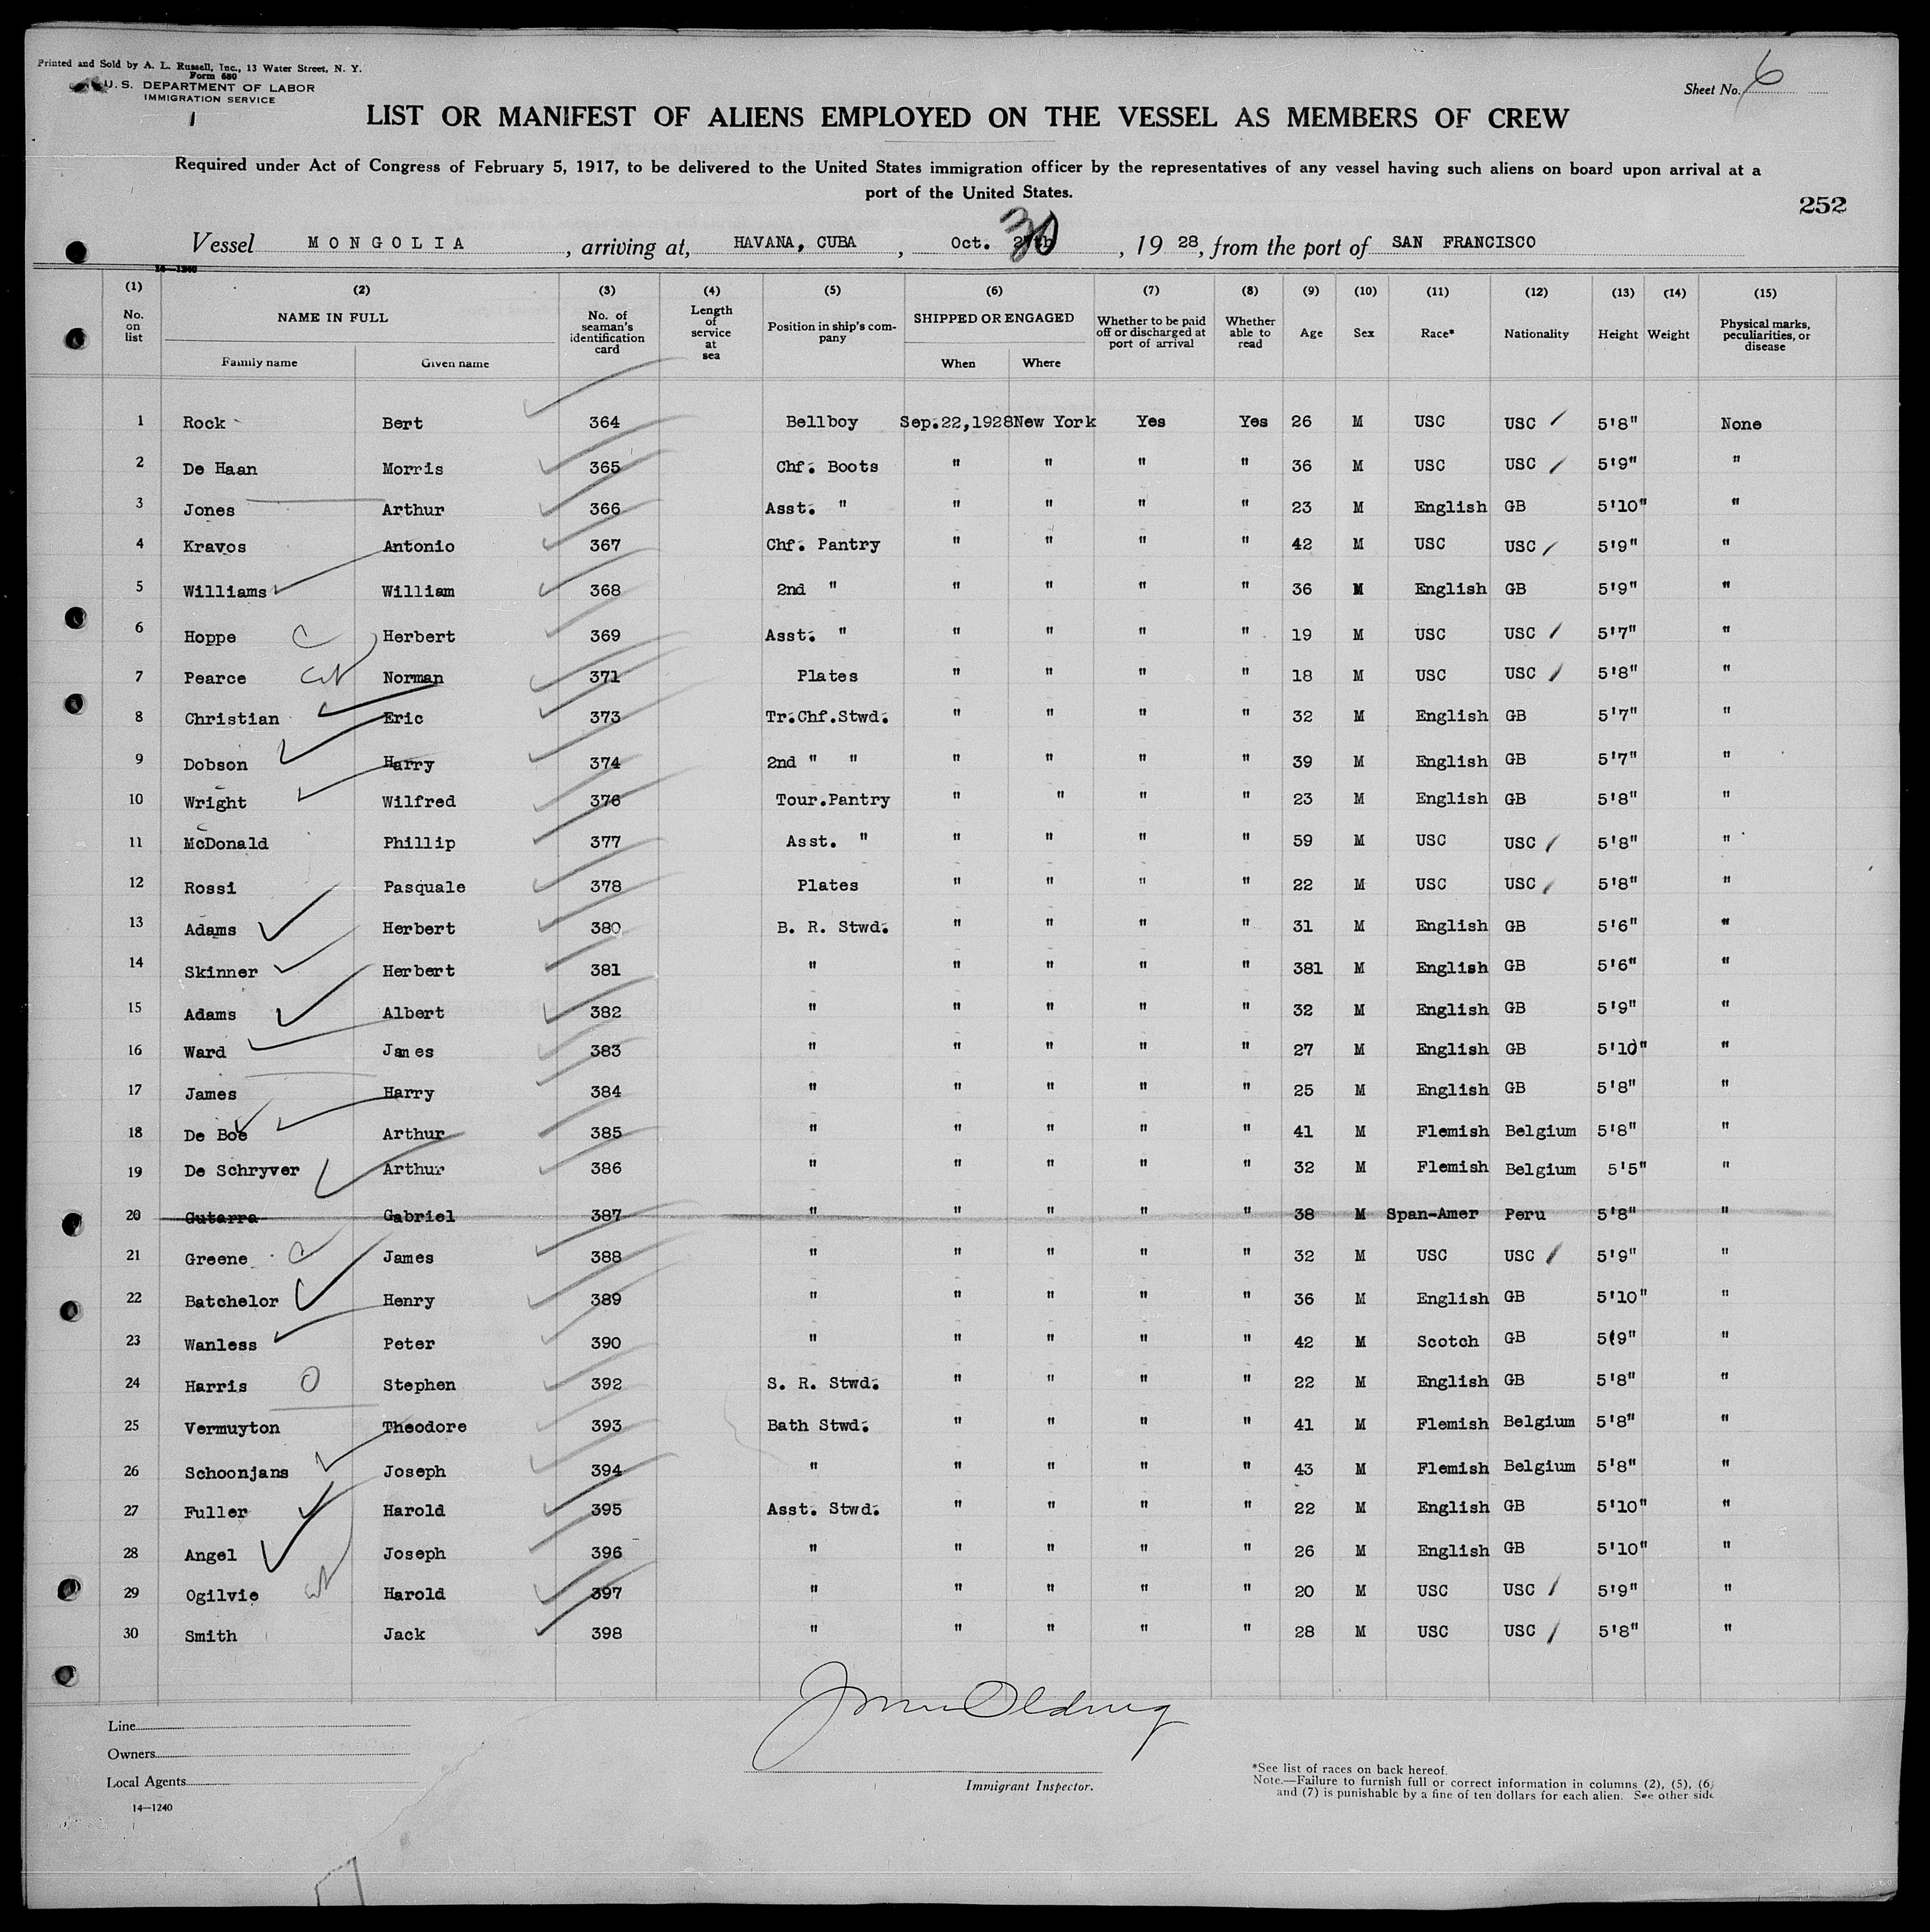 Printed and Sold by A. L. Russell, Inc., 13 Water Street, N. Y.
Form 680
U. S. DEPARTMENT OF LABOR
IMMIGRATION SERVICE
Sheet No. 6
LIST OR MANIFEST OF ALIENS EMPLOYED ON THE VESSEL AS MEMBERS OF CREW
Required under Act of Congress of February 5, 1917, to be delivered to the United States immigration officer by the representatives of any vessel having such aliens on board upon arrival at a
port of the United States.
252
Vessel MONGOLIA, arriving at, HAVANA, CUBA, Oct. 30, 1928, from the port of SAN FRANCISCO
14—1240
(1) (2) (3) (4) (5) (6) (7) (8) (9) (10) (11) (12) (13) (14) (15)
No. on list NAME IN FULL Family name Given name No. of seaman's identification card Length of service at sea Position in ship's company SHIPPED OR ENGAGED When Where Whether to be paid off or discharged at port of arrival Whether able to read Age Sex Race* Nationality Height Weight Physical marks, peculiarities, or disease
1 Rock Bert 364 Bellboy Sep.22,1928 New York Yes Yes 26 M USC USC 5'8" None
2 De Haan Morris 365 Chf. Boots " " " " 36 M USC USC 5'9" "
3 Jones Arthur 366 Asst. " " " " " 23 M English GB 5'10" "
4 Kravos Antonio 367 Chf. Pantry " " " " 42 M USC USC 5'9" "
5 Williams William 368 2nd " " " " " 36 M English GB 5'9" "
6 Hoppe C Herbert 369 Asst. " " " " " 19 M USC USC 5'7" "
7 Pearce Norman 371 Plates " " " " 18 M USC USC 5'8" "
8 Christian Eric 373 Tr.Chf.Stwd. " " " " 32 M English GB 5'7" "
9 Dobson Harry 374 2nd " " " " " " 39 M English GB 5'7" "
10 Wright Wilfred 376 Tour.Pantry " " " " 23 M English GB 5'8" "
11 McDonald Phillip 377 Asst. " " " " " 59 M USC USC 5'8" "
12 Rossi Pasquale 378 Plates " " " " 22 M USC USC 5'8" "
13 Adams Herbert 380 B. R. Stwd. " " " " 31 M English GB 5'6" "
14 Skinner Herbert 381 " " " " " 381 M English GB 5'6" "
15 Adams Albert 382 " " " " " 32 M English GB 5'9" "
16 Ward James 383 " " " " " 27 M English GB 5'10" "
17 James Harry 384 " " " " " 25 M English GB 5'8" "
18 De Boe Arthur 385 " " " " " 41 M Flemish Belgium 5'8" "
19 De Schryver Arthur 386 " " " " " 32 M Flemish Belgium 5'5" "
20 Gutarra Gabriel 387 " " " " " 38 M Span-Amer Peru 5'8" "
21 Greene C James 388 " " " " " 32 M USC USC 5'9" "
22 Batchelor Henry 389 " " " " " 36 M English GB 5'10" "
23 Wanless Peter 390 " " " " " 42 M Scotch GB 5(9" "
24 Harris O Stephen 392 S. R. Stwd. " " " " 22 M English GB 5'8" "
25 Vermuyton Theodore 393 Bath Stwd. " " " " 41 M Flemish Belgium 5'8" "
26 Schoonjans Joseph 394 " " " " " 43 M Flemish Belgium 5'8" "
27 Fuller Harold 395 Asst. Stwd. " " " " 22 M English GB 5'10" "
28 Angel Joseph 396 " " " " " 26 M English GB 5'10" "
29 Ogilvie Harold 397 " " " " " 20 M USC USC 5'9" "
30 Smith Jack 398 " " " " " 28 M USC USC 5'8" "
Line
Owners
Local Agents
14—1240
Immigrant Inspector.
*See list of races on back hereof.
Note.—Failure to furnish full or correct information in columns (2), (5), (6)
and (7) is punishable by a fine of ten dollars for each alien. See other side